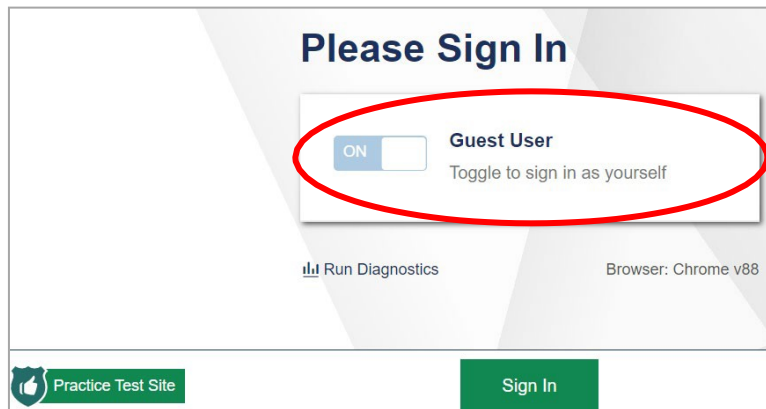 Please Sign In
ON
Guest User
Toggle to sign in as yourself
Run Diagnostics
Browser: Chrome v88
Practice Test Site
Sign In